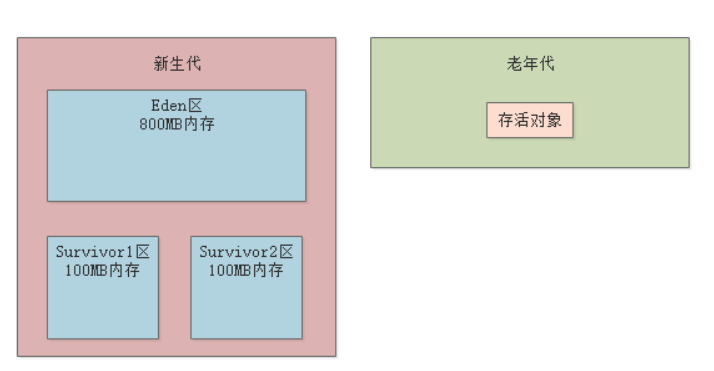 新生代
Eden区
800MB内存
Survivor1区
100MB内存
Survivor2区
100MB内存
老年代
存活对象